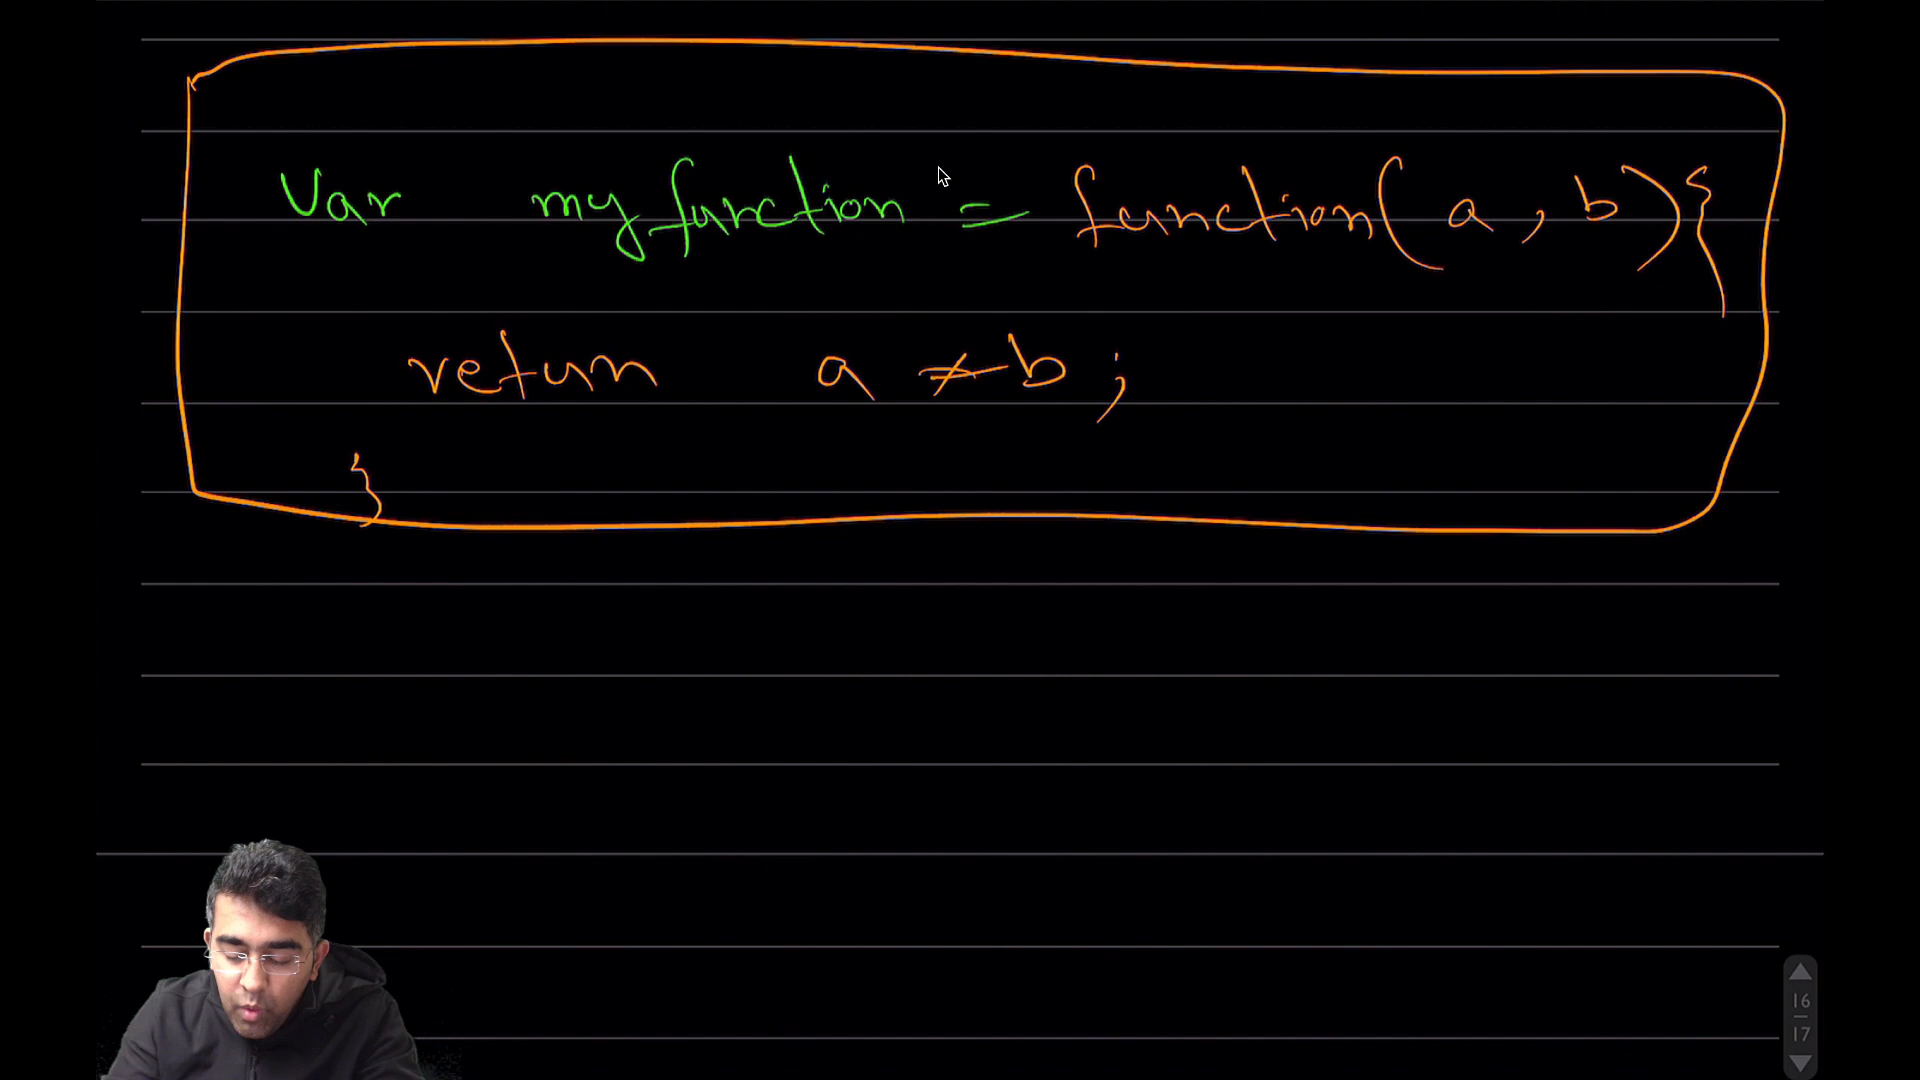 Var myfunction = function(a, b){
return a ≠ b;
}
16
17